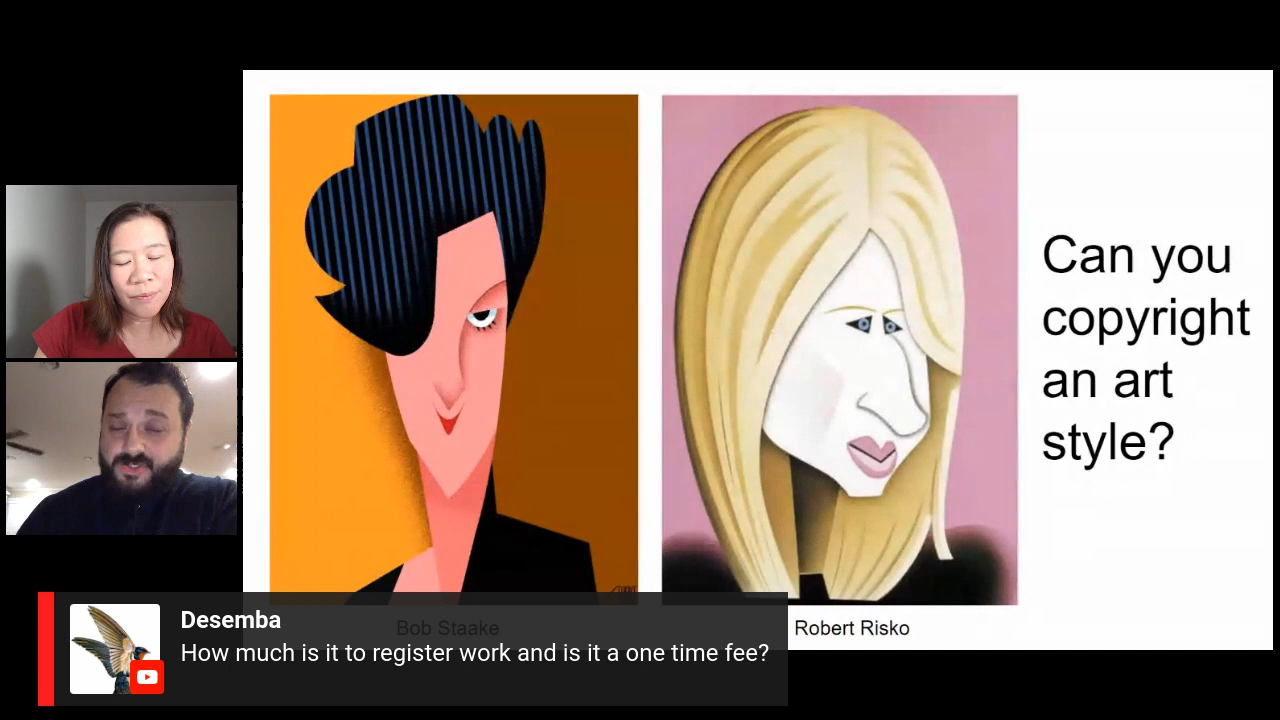 Can you
copyright
an art
style?
Bob Staake
Robert Risko
Desemba
How much is it to register work and is it a one time fee?